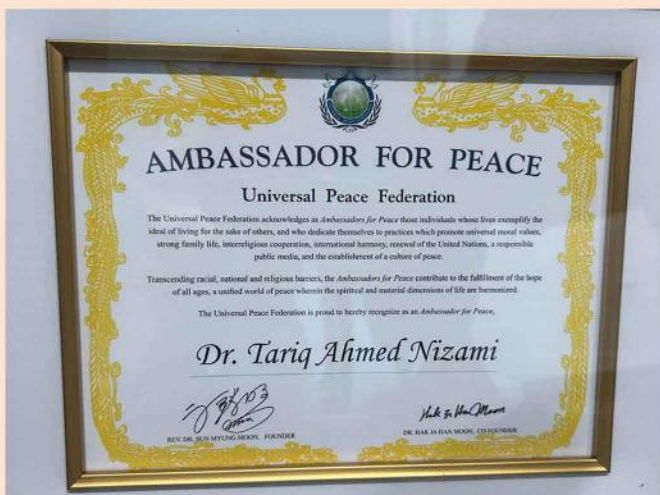 AMBASSADOR FOR PEACE
Universal Peace Federation
The Universal Peace Federation acknowledges as Ambassadors for Peace those individuals whose lives exemplify the
ideal of living for the sake of others, and who dedicate themselves to practices which promote universal moral values,
strong family life, interreligious cooperation, international harmony, renewal of the United Nations, a responsible
public media, and the establishment of a culture of peace.
Transcending racial, national and religious barriers, the Ambassadors for Peace contribute to the fulfillment of the hope
of all ages, a unified world of peace wherein the spiritual and material dimensions of life are harmonized.
The Universal Peace Federation is proud to hereby recognize as an Ambassador for Peace,
Dr. Tariq Ahmed Nizami
Hak Ja Han Moon
REV. DR. SUN MYUNG MOON, FOUNDER
DR. HAK JA HAN MOON, CO-FOUNDER